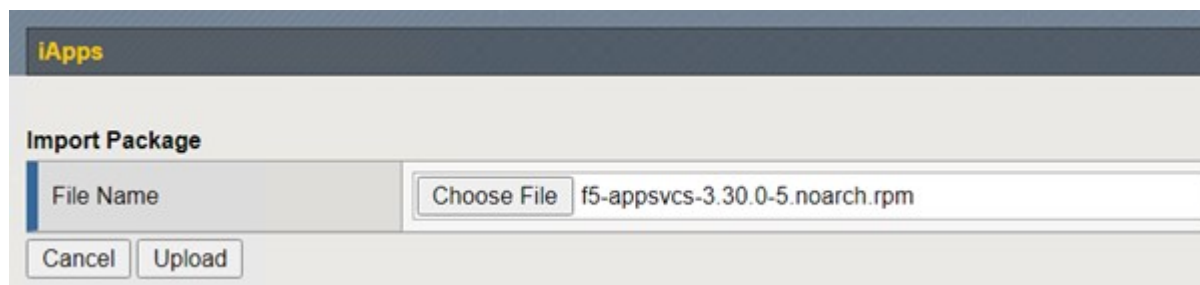 iApps
Import Package
File Name Choose File f5-appsvcs-3.30.0-5.noarch.rpm
Cancel Upload